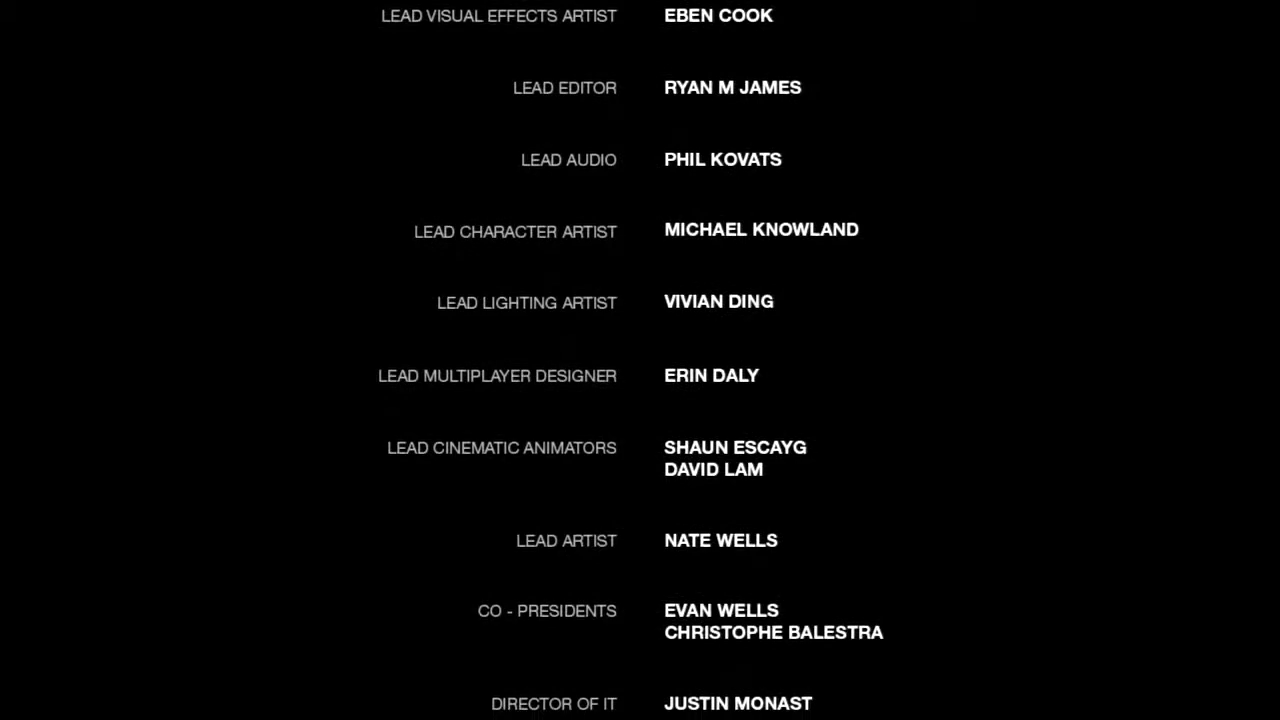 LEAD VISUAL EFFECTS ARTIST EBEN COOK
LEAD EDITOR RYAN M JAMES
LEAD AUDIO PHIL KOVATS
LEAD CHARACTER ARTIST MICHAEL KNOWLAND
LEAD LIGHTING ARTIST VIVIAN DING
LEAD MULTIPLAYER DESIGNER ERIN DALY
LEAD CINEMATIC ANIMATORS SHAUN ESCAYG
DAVID LAM
LEAD ARTIST NATE WELLS
CO - PRESIDENTS EVAN WELLS
CHRISTOPHE BALESTRA
DIRECTOR OF IT JUSTIN MONAST